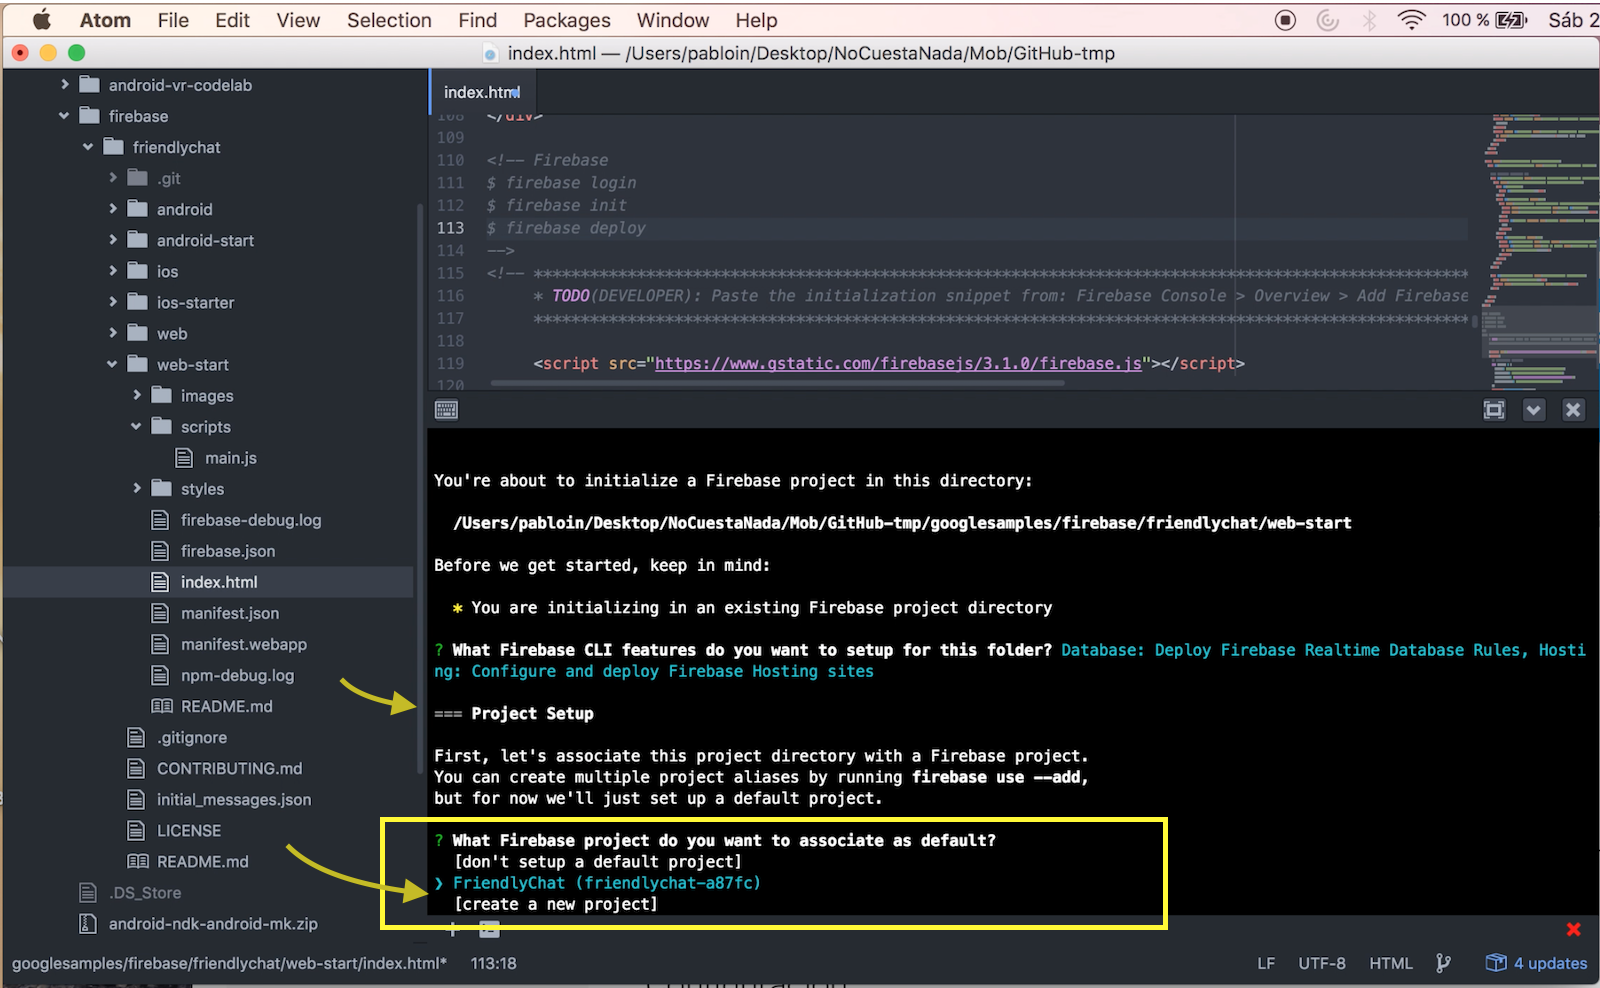 Atom File Edit View Selection Find Packages Window Help 100 % Sáb 2
index.html — /Users/pabloin/Desktop/NoCuestaNada/Mob/GitHub-tmp
android-vr-codelab
firebase
friendlychat
.git
android
android-start
ios
ios-starter
web
web-start
images
scripts
main.js
styles
firebase-debug.log
firebase.json
index.html
manifest.json
manifest.webapp
npm-debug.log
README.md
.gitignore
CONTRIBUTING.md
initial_messages.json
LICENSE
README.md
.DS_Store
android-ndk-android-mk.zip
index.html
108 </div>
109
110 <!-- Firebase
111 $ firebase login
112 $ firebase init
113 $ firebase deploy
114 -->
115 <!-- ****************************************************************************************************
116 * TODO(DEVELOPER): Paste the initialization snippet from: Firebase Console > Overview > Add Firebase
117 ****************************************************************************************************
118
119 <script src="https://www.gstatic.com/firebasejs/3.1.0/firebase.js"></script>
120
You're about to initialize a Firebase project in this directory:
/Users/pabloin/Desktop/NoCuestaNada/Mob/GitHub-tmp/googlesamples/firebase/friendlychat/web-start
Before we get started, keep in mind:
* You are initializing in an existing Firebase project directory
? What Firebase CLI features do you want to setup for this folder? Database: Deploy Firebase Realtime Database Rules, Hosti
ng: Configure and deploy Firebase Hosting sites
=== Project Setup
First, let's associate this project directory with a Firebase project.
You can create multiple project aliases by running firebase use --add,
but for now we'll just set up a default project.
? What Firebase project do you want to associate as default?
[don't setup a default project]
❯ FriendlyChat (friendlychat-a87fc)
[create a new project]
googlesamples/firebase/friendlychat/web-start/index.html* 113:18 LF UTF-8 HTML 4 updates